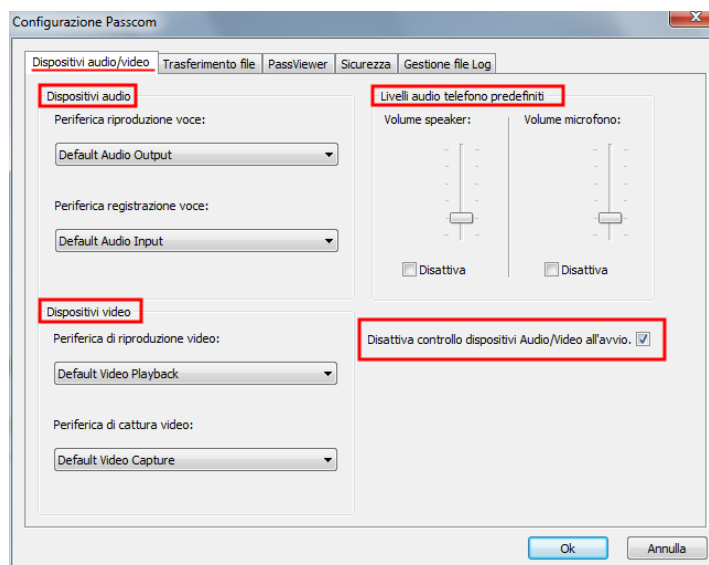 Configurazione Passcom
Dispositivi audio/video
Trasferimento file
PassViewer
Sicurezza
Gestione file Log
Dispositivi audio
Periferica riproduzione voce:
Default Audio Output
Periferica registrazione voce:
Default Audio Input
Livelli audio telefono predefiniti
Volume speaker:
Volume microfono:
Disattiva
Disattiva
Dispositivi video
Periferica di riproduzione video:
Default Video Playback
Periferica di cattura video:
Default Video Capture
Disattiva controllo dispositivi Audio/Video all'avvio.
Ok
Annulla